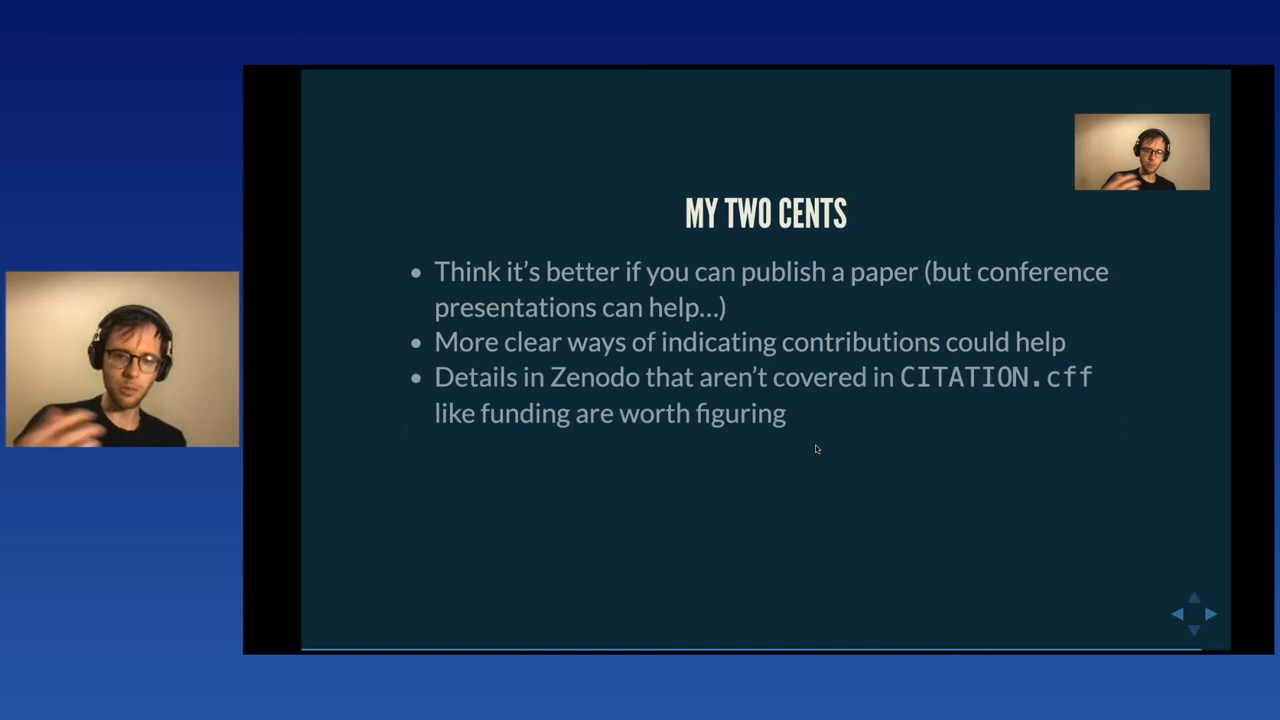 MY TWO CENTS
Think it's better if you can publish a paper (but conference
presentations can help...)
More clear ways of indicating contributions could help
Details in Zenodo that aren't covered in CITATION.cff
like funding are worth figuring